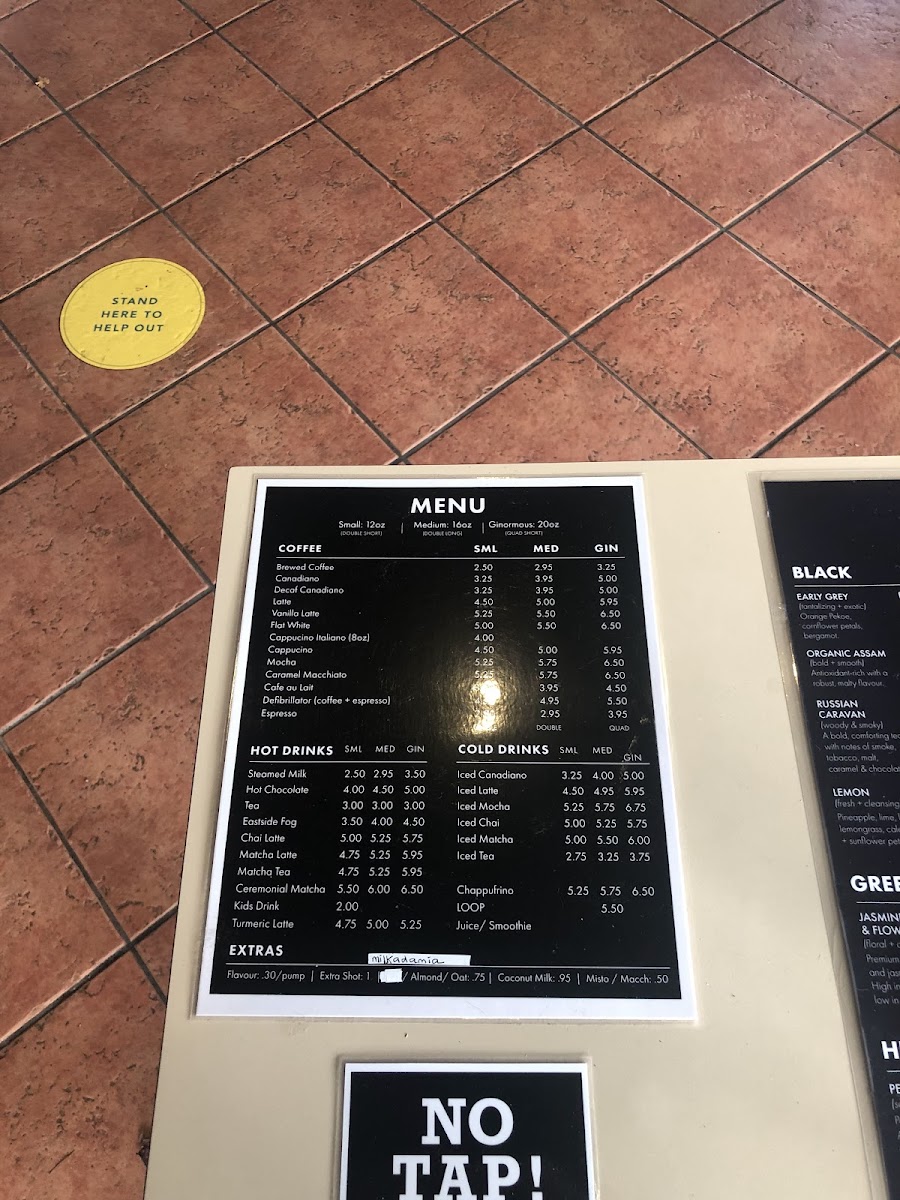 STAND
HERE TO
HELP OUT
MENU
Small: 12oz | Medium: 16oz | Ginormous: 20oz
(DOUBLE SHORT) (DOUBLE LONG) (QUAD SHORT)
COFFEE SML MED GIN
Brewed Coffee 2.50 2.95 3.25
Canadiano 3.25 3.95 5.00
Decaf Canadiano 3.25 3.95 5.00
Latte 4.50 5.00 5.95
Vanilla Latte 5.25 5.50 6.50
Flat White 5.00 5.50 6.50
Cappucino Italiano (8oz) 4.00
Cappucino 4.50 5.00 5.95
Mocha 5.25 5.75 6.50
Caramel Macchiato 5.25 5.75 6.50
Cafe au Lait 3.95 4.50
Defibrillator (coffee + espresso) 4.95 5.50
Espresso 2.95 3.95
DOUBLE QUAD
HOT DRINKS SML MED GIN
Steamed Milk 2.50 2.95 3.50
Hot Chocolate 4.00 4.50 5.00
Tea 3.00 3.00 3.00
Eastside Fog 3.50 4.00 4.50
Chai Latte 5.00 5.25 5.75
Matcha Latte 4.75 5.25 5.95
Matcha Tea 4.75 5.25 5.95
Ceremonial Matcha 5.50 6.00 6.50
Kids Drink 2.00
Turmeric Latte 4.75 5.00 5.25
COLD DRINKS SML MED GIN
Iced Canadiano 3.25 4.00 5.00
Iced Latte 4.50 4.95 5.95
Iced Mocha 5.25 5.75 6.75
Iced Chai 5.00 5.25 5.75
Iced Matcha 5.00 5.50 6.00
Iced Tea 2.75 3.25 3.75
Chappufrino 5.25 5.75 6.50
LOOP 5.50
Juice/ Smoothie
EXTRAS
milkadamia
Flavour: .30/pump | Extra Shot: 1 / Almond/ Oat: .75 | Coconut Milk: .95 | Misto / Macch: .50
NO
TAP!
BLACK
EARLY GREY
(tantalizing + exotic)
Orange Pekoe,
cornflower petals,
bergamot.
ORGANIC ASSAM
(bold + smooth)
Antioxidant-rich with a
robust, malty flavour.
RUSSIAN
CARAVAN
(woody & smoky)
A bold, comforting tea
with notes of smoke,
tobacco, malt,
caramel & chocolat
LEMON
(fresh + cleansing
Pineapple, lime, l
lemongrass, cale
+ sunflower pet
GREE
JASMINE
& FLOW
(floral +
Premium
and jas
High in
low in
H
PE